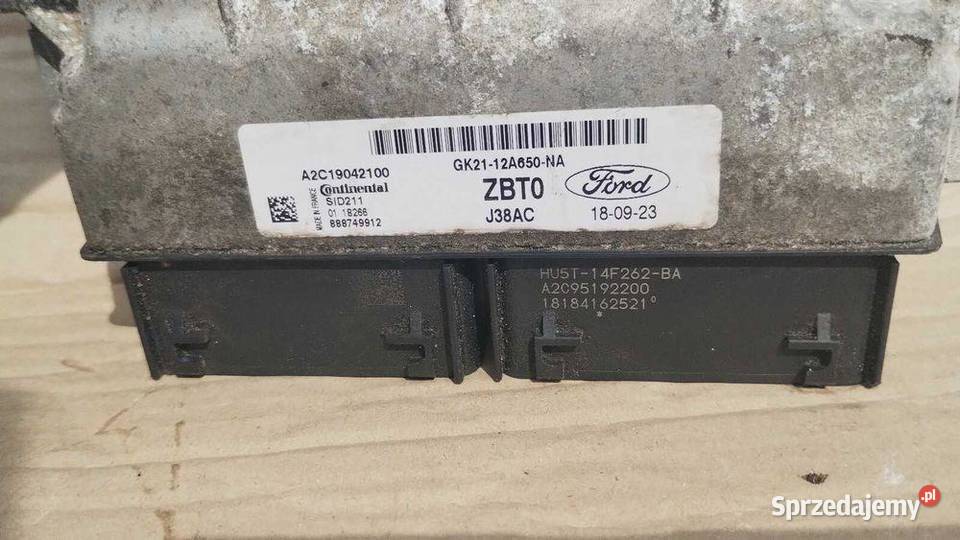 GK21-12A650-NA
A2C19042100
Continental
SID211
01 18266
888749912
MADE IN FRANCE
ZBT0
J38AC
Ford
18-09-23
HU5T-14F262-BA
A2C95192200
18184162521°
*
Sprzedajemy.pl